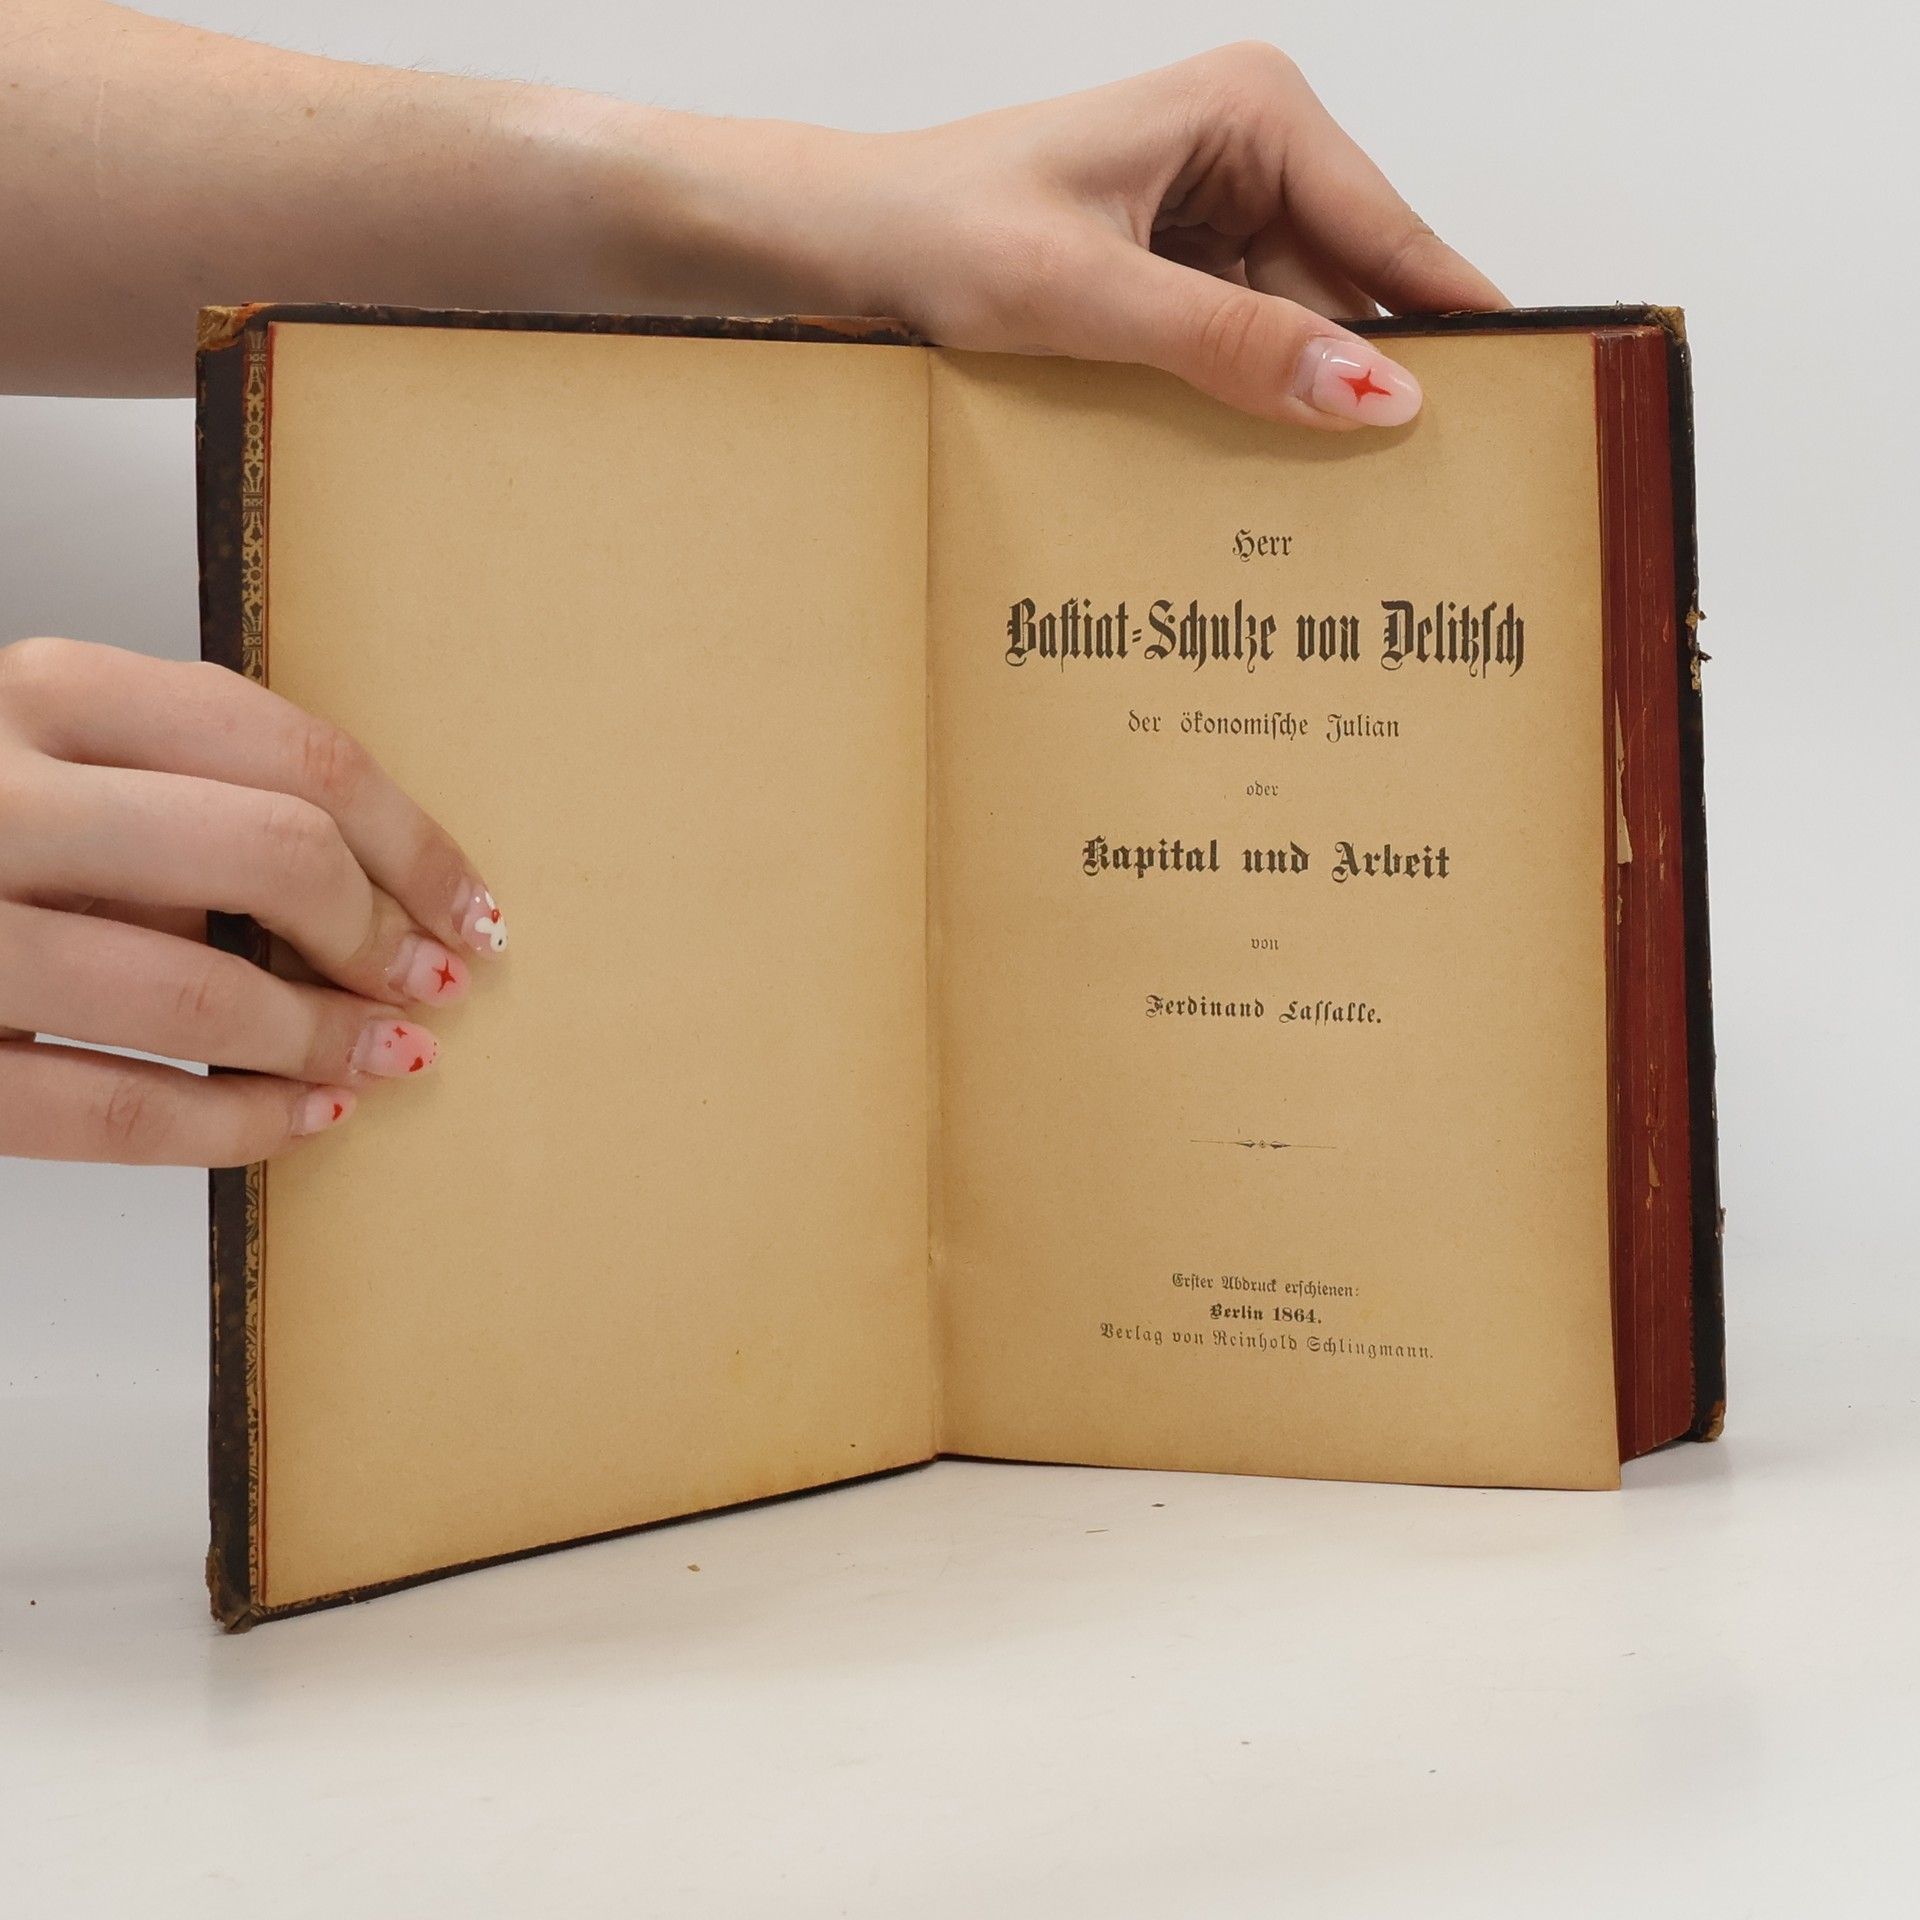 Herr
Baſtiat-Schulze von Delitzſch
der ökonomiſche Julian
oder
Kapital und Arbeit
von
Ferdinand Laſſalle.
Erſter Abdruck erſchienen:
Berlin 1864.
Verlag von Reinhold Schlingmann.